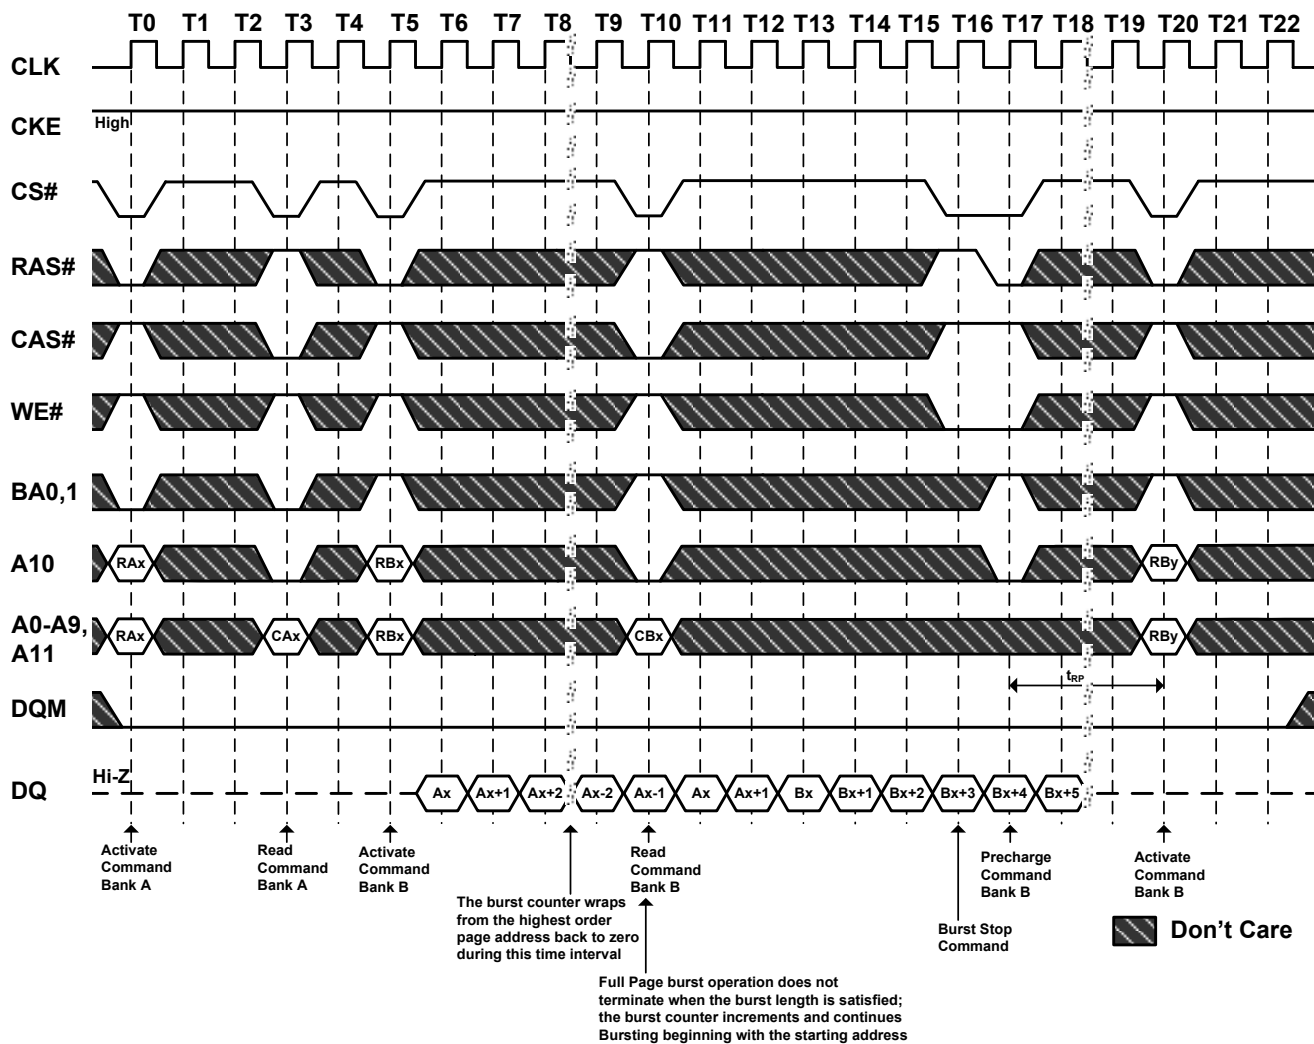 T0 T1 T2 T3 T4 T5 T6 T7 T8 T9 T10 T11 T12 T13 T14 T15 T16 T17 T18 T19 T20 T21 T22
CLK
CKE High
CS#
RAS#
CAS#
WE#
BA0,1
A10 RAx RBx RBy
A0-A9,
A11
RAx CAx RBx CBx RBy
tRP
DQM
Hi-Z
DQ Ax Ax+1 Ax+2 Ax-2 Ax-1 Ax Ax+1 Bx Bx+1 Bx+2 Bx+3 Bx+4 Bx+5
Activate
Command
Bank A
Read
Command
Bank A
Activate
Command
Bank B
The burst counter wraps
from the highest order
page address back to zero
during this time interval
Read
Command
Bank B
Full Page burst operation does not
terminate when the burst length is satisfied;
the burst counter increments and continues
Bursting beginning with the starting address
Burst Stop
Command
Precharge
Command
Bank B
Activate
Command
Bank B
Don't Care